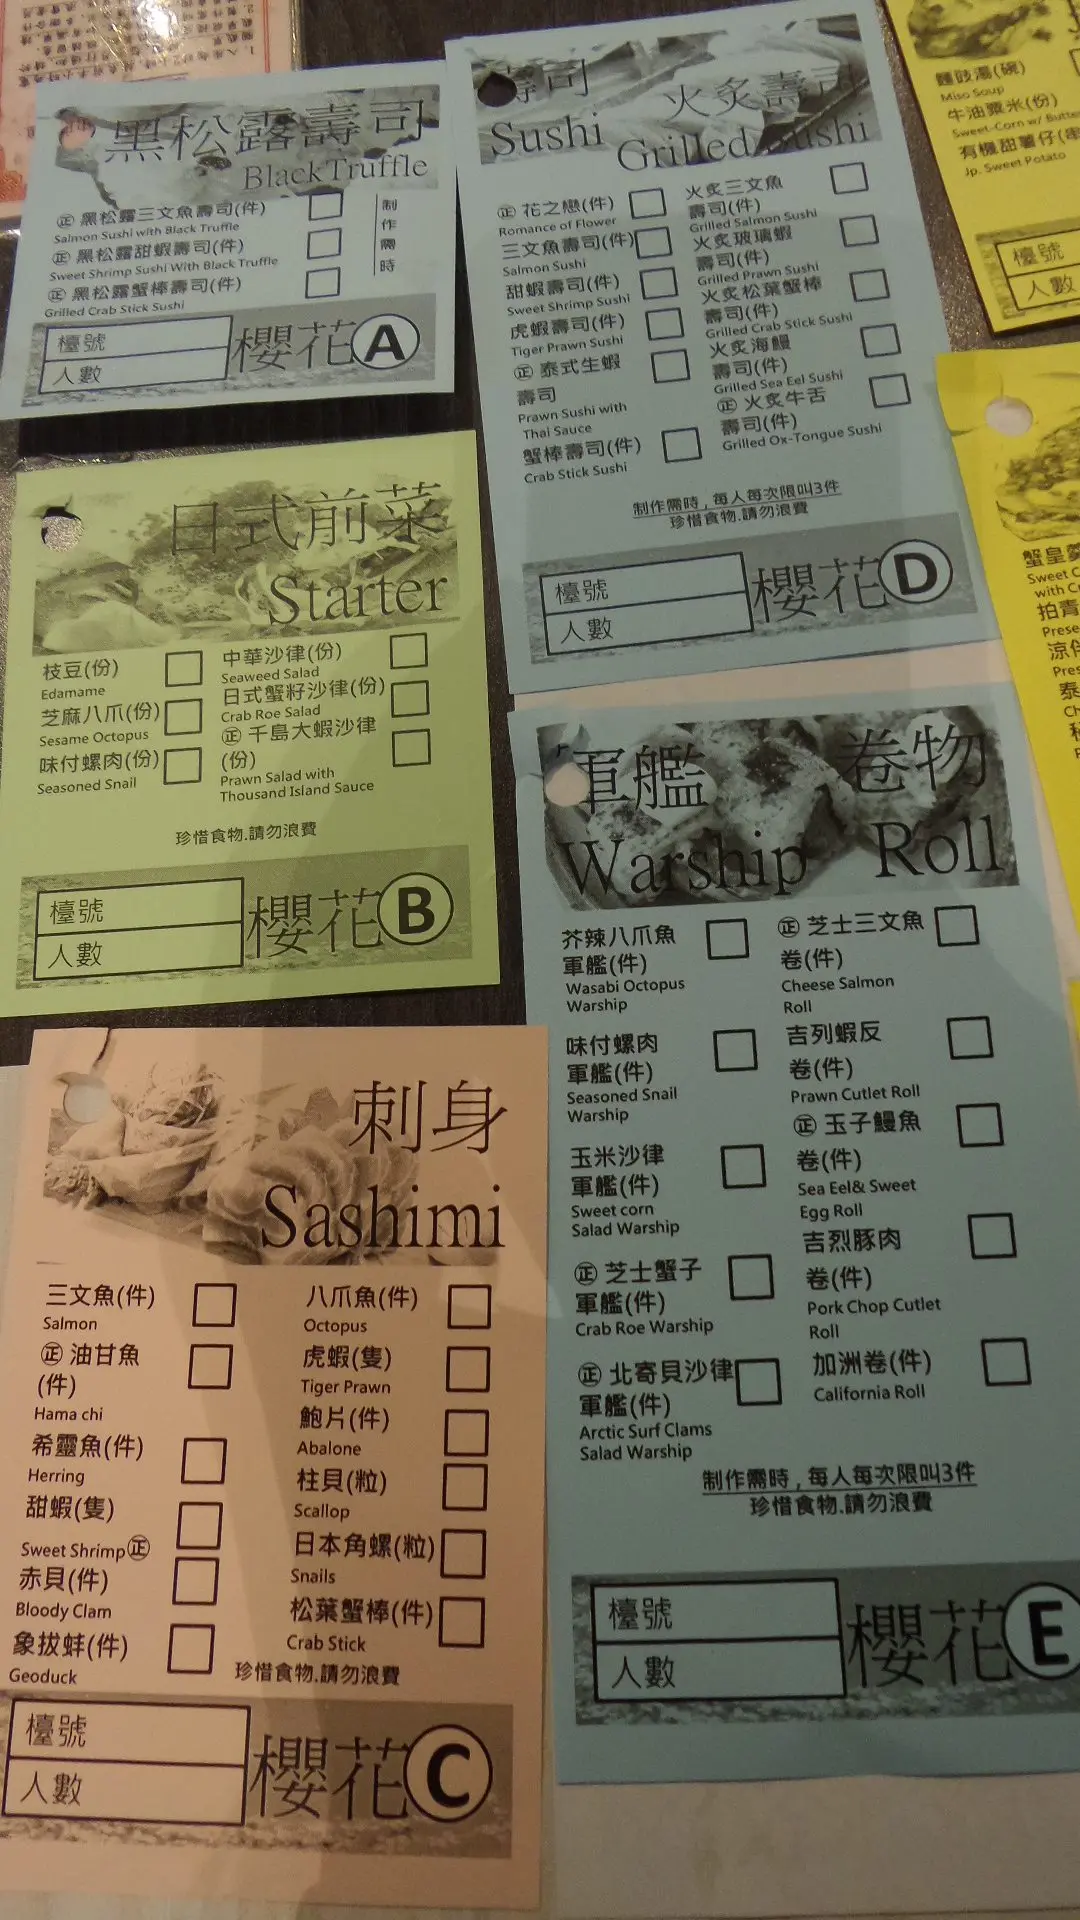 黑松露壽司
Black Truffle
㊣ 黑松露三文魚壽司(件)
Salmon Sushi with Black Truffle
㊣ 黑松露甜蝦壽司(件)
Sweet Shrimp Sushi With Black Truffle
㊣ 黑松露蟹棒壽司(件)
Grilled Crab Stick Sushi
制作需時
檯號
人數
櫻花 A
日式前菜
Starter
枝豆(份)
Edamame
芝麻八爪(份)
Sesame Octopus
味付螺肉(份)
Seasoned Snail
中華沙律(份)
Seaweed Salad
日式蟹籽沙律(份)
Crab Roe Salad
㊣ 千島大蝦沙律
(份)
Prawn Salad with
Thousand Island Sauce
珍惜食物.請勿浪費
檯號
人數
櫻花 B
刺身
Sashimi
三文魚(件)
Salmon
㊣ 油甘魚
(件)
Hama chi
希靈魚(件)
Herring
甜蝦(隻)
Sweet Shrimp ㊣
赤貝(件)
Bloody Clam
象拔蚌(件)
Geoduck
八爪魚(件)
Octopus
虎蝦(隻)
Tiger Prawn
鮑片(件)
Abalone
柱貝(粒)
Scallop
日本角螺(粒)
Snails
松葉蟹棒(件)
Crab Stick
珍惜食物.請勿浪費
檯號
人數
櫻花 C
壽司
Sushi
火炙壽司
Grilled Sushi
㊣ 花之戀(件)
Romance of Flower
三文魚壽司(件)
Salmon Sushi
甜蝦壽司(件)
Sweet Shrimp Sushi
虎蝦壽司(件)
Tiger Prawn Sushi
㊣ 泰式生蝦
壽司
Prawn Sushi with
Thai Sauce
蟹棒壽司(件)
Crab Stick Sushi
火炙三文魚
壽司(件)
Grilled Salmon Sushi
火炙玻璃蝦
壽司(件)
Grilled Prawn Sushi
火炙松葉蟹棒
壽司(件)
Grilled Crab Stick Sushi
火炙海鰻
壽司(件)
Grilled Sea Eel Sushi
㊣ 火炙牛舌
壽司(件)
Grilled Ox-Tongue Sushi
制作需時,每人每次限叫3件
珍惜食物.請勿浪費
檯號
人數
櫻花 D
軍艦
Warship
卷物
Roll
芥辣八爪魚
軍艦(件)
Wasabi Octopus
Warship
味付螺肉
軍艦(件)
Seasoned Snail
Warship
玉米沙律
軍艦(件)
Sweet corn
Salad Warship
㊣ 芝士蟹子
軍艦(件)
Crab Roe Warship
㊣ 北寄貝沙律
軍艦(件)
Arctic Surf Clams
Salad Warship
㊣ 芝士三文魚
卷(件)
Cheese Salmon
Roll
吉列蝦反
卷(件)
Prawn Cutlet Roll
㊣ 玉子鰻魚
卷(件)
Sea Eel& Sweet
Egg Roll
吉烈豚肉
卷(件)
Pork Chop Cutlet
Roll
加洲卷(件)
California Roll
制作需時,每人每次限叫3件
珍惜食物.請勿浪費
檯號
人數
櫻花 E
麵豉湯(碗)
Miso Soup
牛油粟米(份)
Sweet-Corn w/ Butte
有機甜薯仔(串
Jp. Sweet Potato
檯號
人數
蟹皇
Sweet C
with C
拍青
Prese
涼伴
Pres
泰